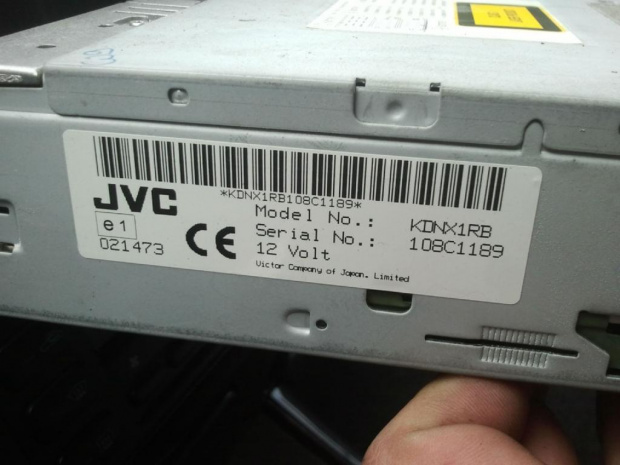 *KDNX1RB108C1189*
JVC
Model No.: KDNX1RB
e1
Serial No.: 108C1189
021473
CE
12 Volt
Victor Company of Japan. Limited